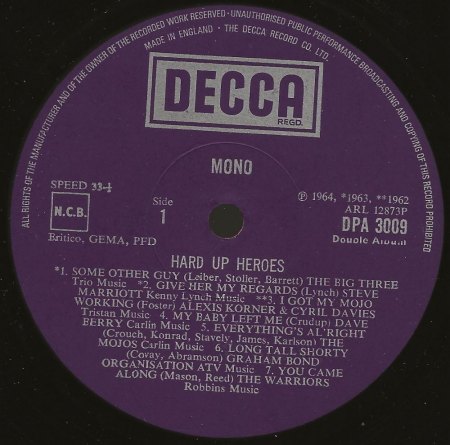 ALL RIGHTS OF THE MANUFACTURER AND OF THE OWNER OF THE RECORDED WORK RESERVED · UNAUTHORISED PUBLIC PERFORMANCE BROADCASTING AND COPYING OF THIS RECORD PROHIBITED
MADE IN ENGLAND · THE DECCA RECORD CO. LTD.
DECCA
REGD.
MONO
SPEED 33⅓
Side
1
N.C.B.
Britico, GEMA, PFD
Ⓟ 1964, *1963, **1962
ARL 12873P
DPA 3009
Double Album
HARD UP HEROES
*1. SOME OTHER GUY (Leiber, Stoller, Barrett) THE BIG THREE
Trio Music *2. GIVE HER MY REGARDS (Lynch) STEVE
MARRIOTT Kenny Lynch Music **3. I GOT MY MOJO
WORKING (Foster) ALEXIS KORNER & CYRIL DAVIES
Tristan Music 4. MY BABY LEFT ME (Crudup) DAVE
BERRY Carlin Music 5. EVERYTHING'S AL'RIGHT
(Crouch, Konrad, Stavely, James, Karlson) THE
MOJOS Carlin Music 6. LONG TALL SHORTY
(Covay, Abramson) GRAHAM BOND
ORGANISATION ATV Music 7. YOU CAME
ALONG (Mason, Reed) THE WARRIORS
Robbins Music